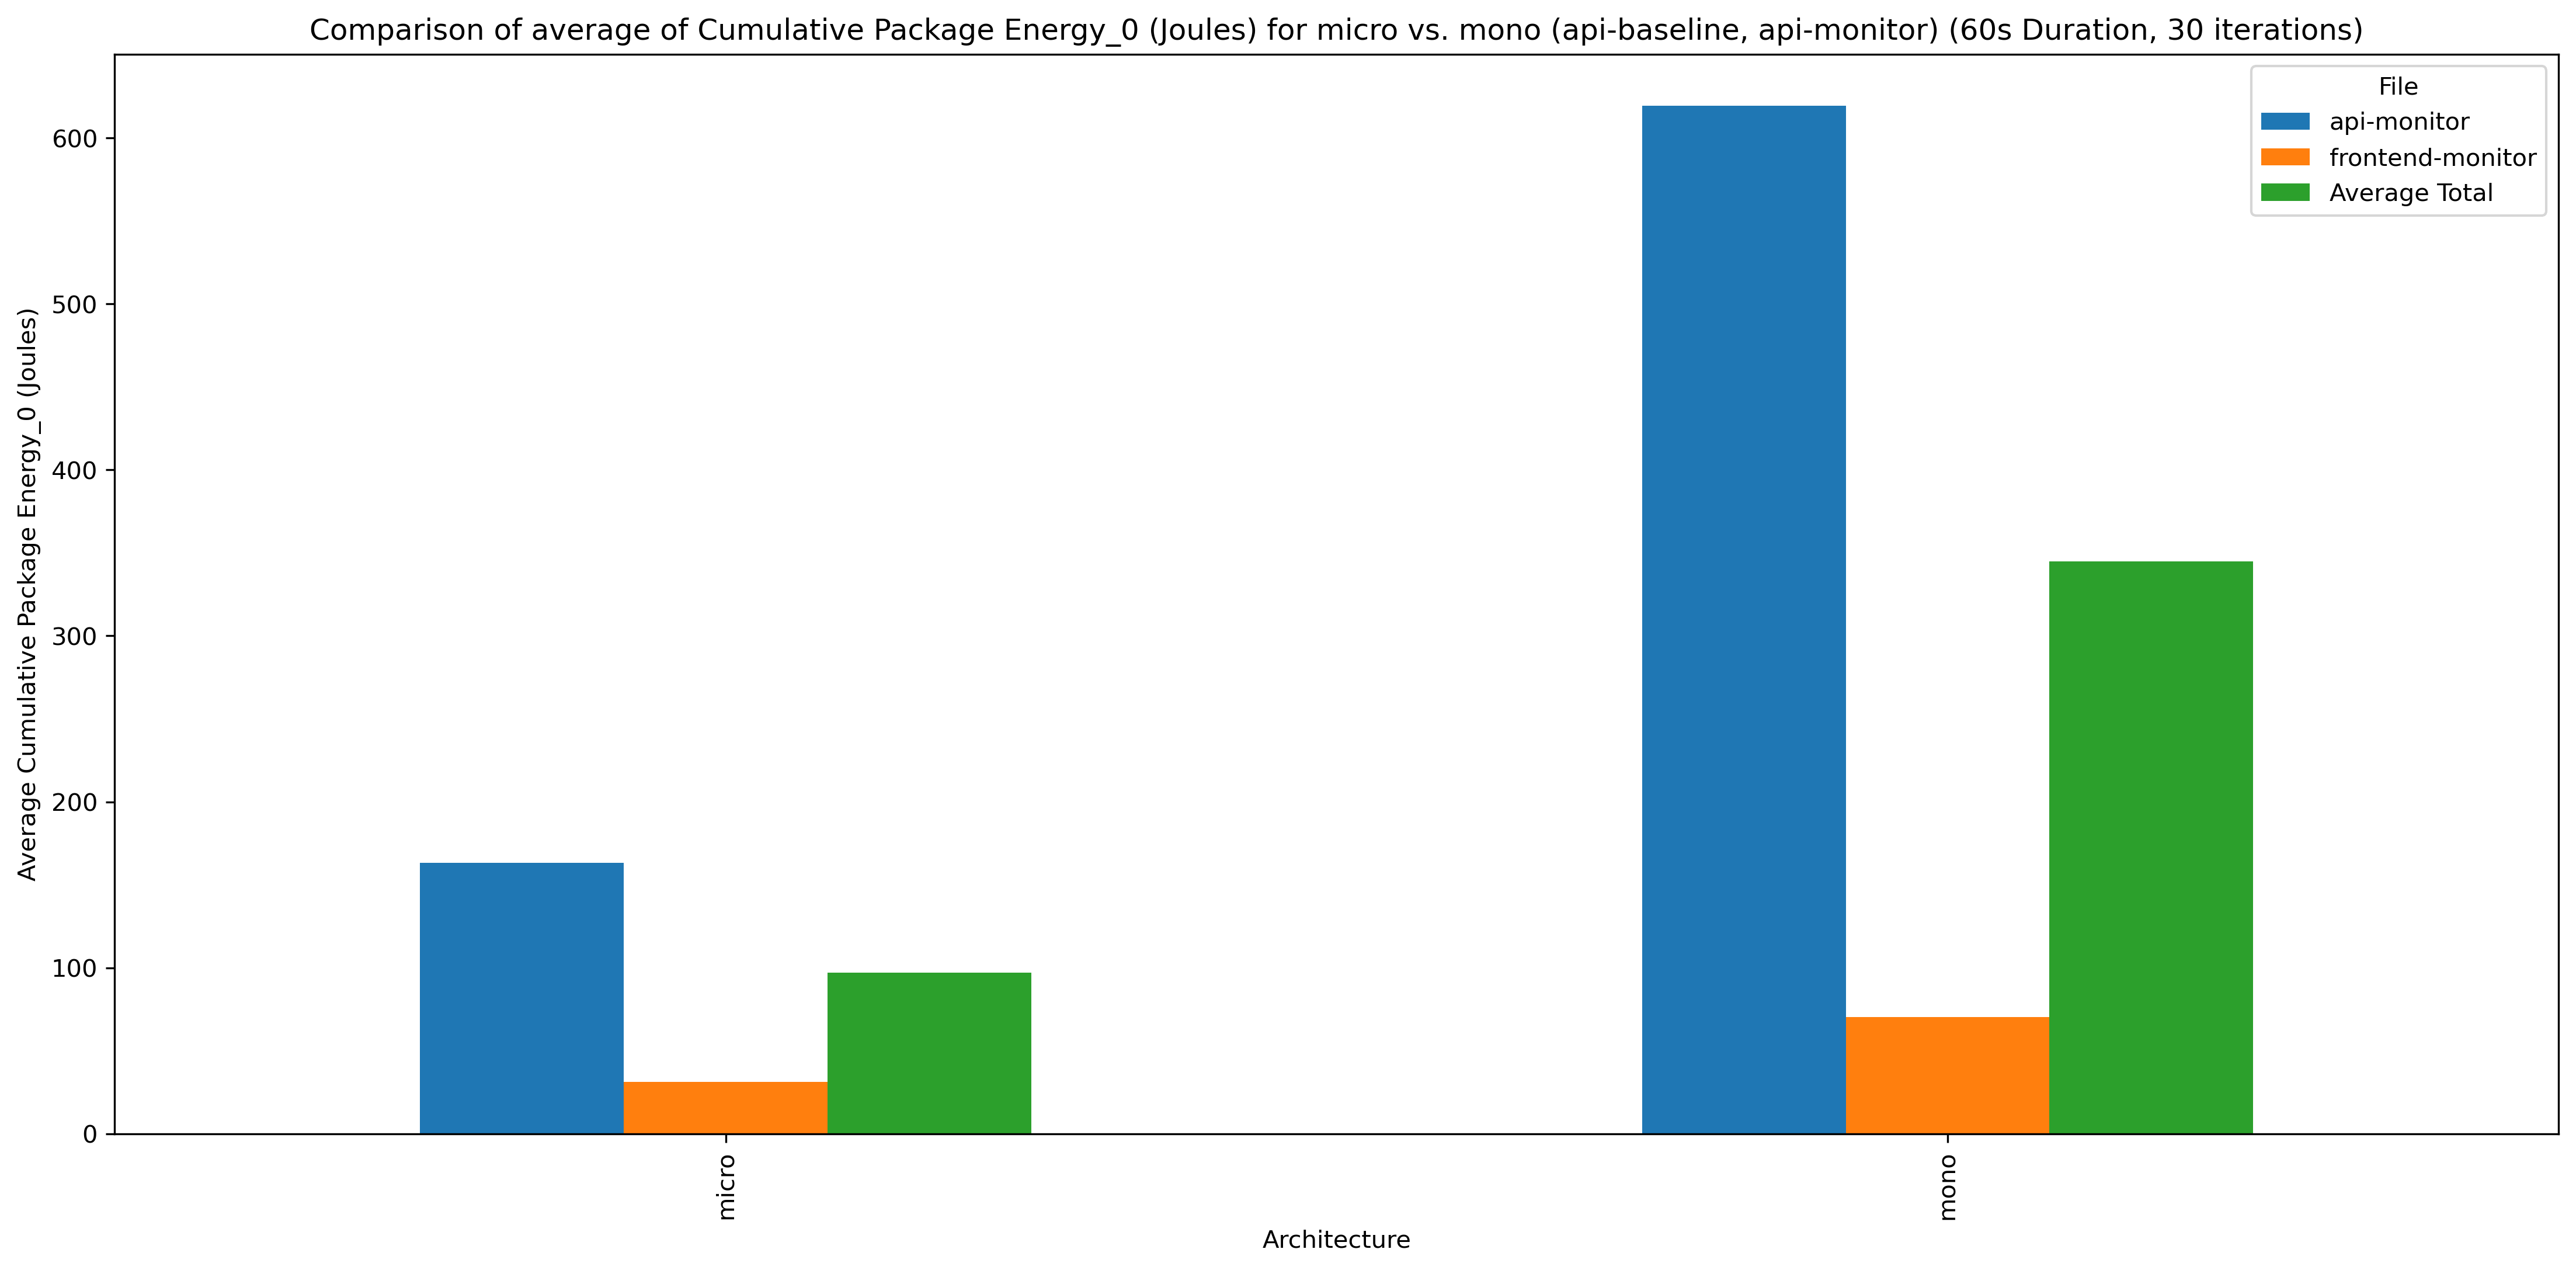 Comparison of average of Cumulative Package Energy_0 (Joules) for micro vs. mono (api-baseline, api-monitor) (60s Duration, 30 iterations)
File
api-monitor
frontend-monitor
Average Total
Average Cumulative Package Energy_0 (Joules)
600
500
400
300
200
100
0
micro
mono
Architecture